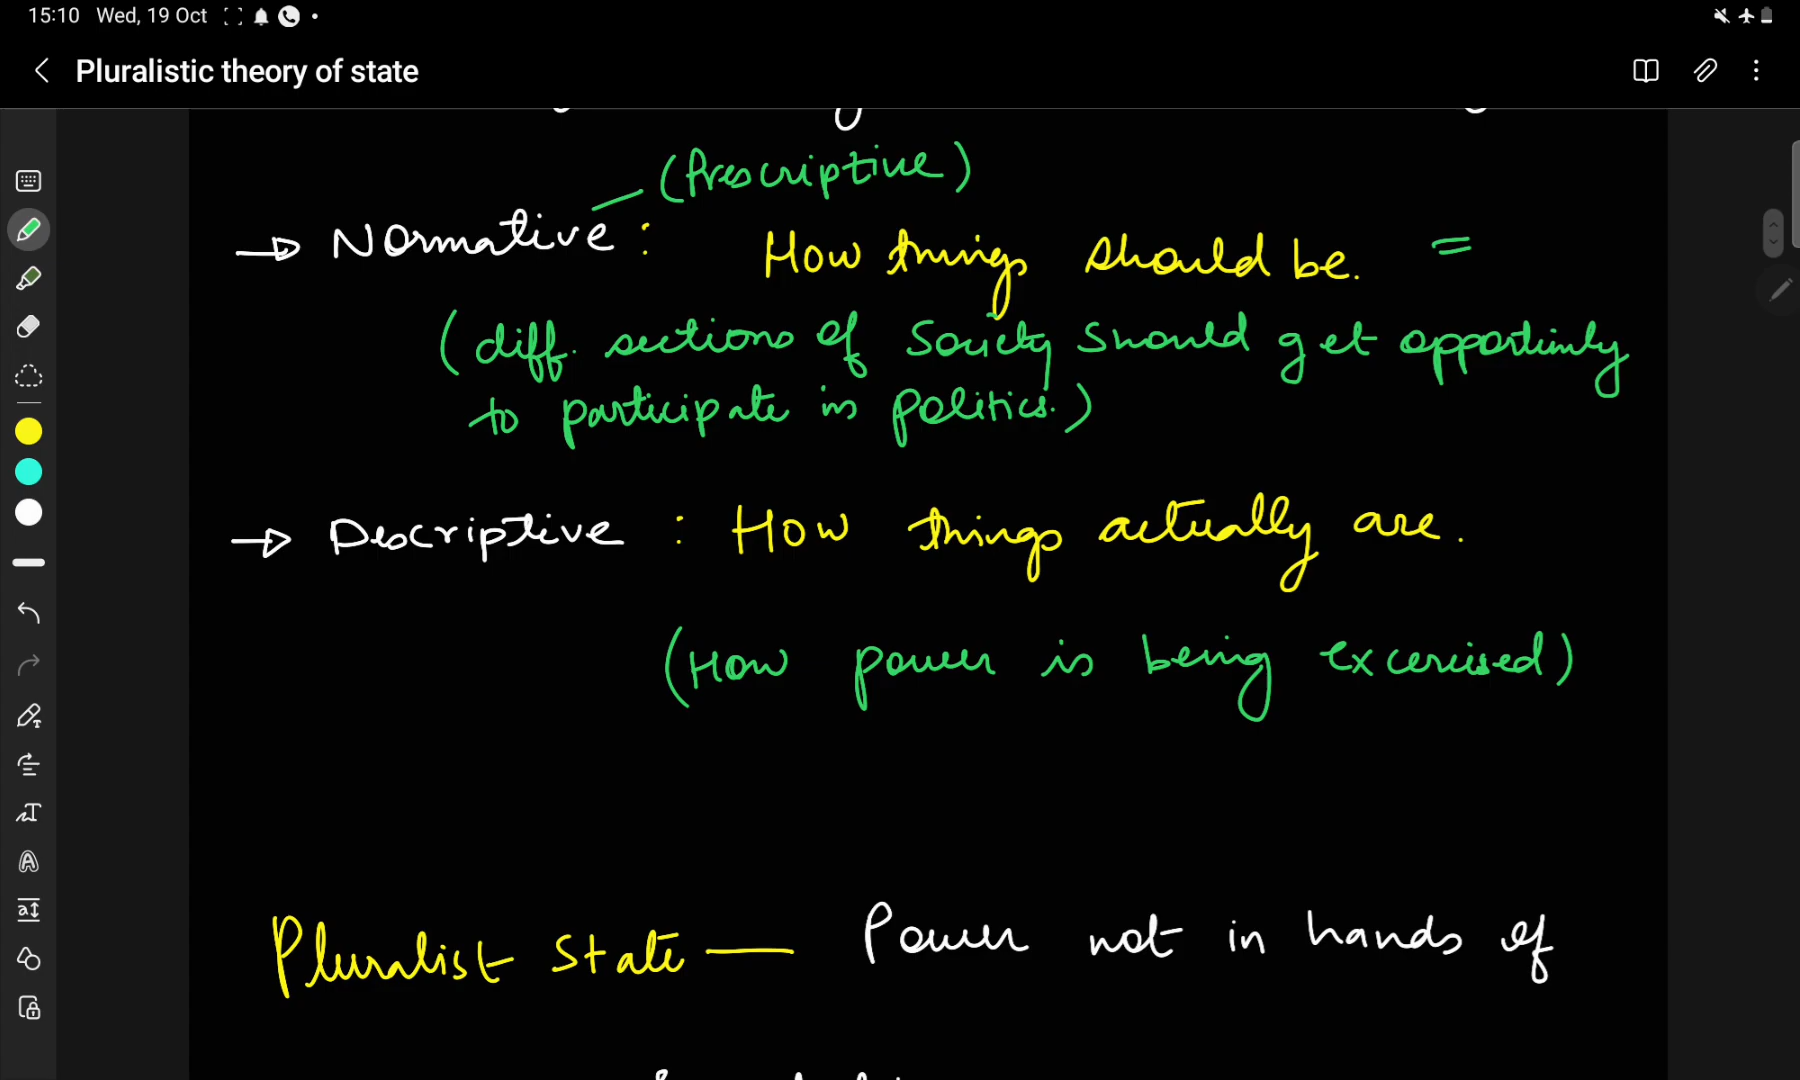 15:10 Wed, 19 Oct
Pluralistic theory of state
(Prescriptive)
→ Normative : How things should be. =
(diff. sections of society should get opportunity
to participate in politics.)
→ Descriptive : How things actually are.
(How power is being excercised)
Pluralist State — Power not in hands of